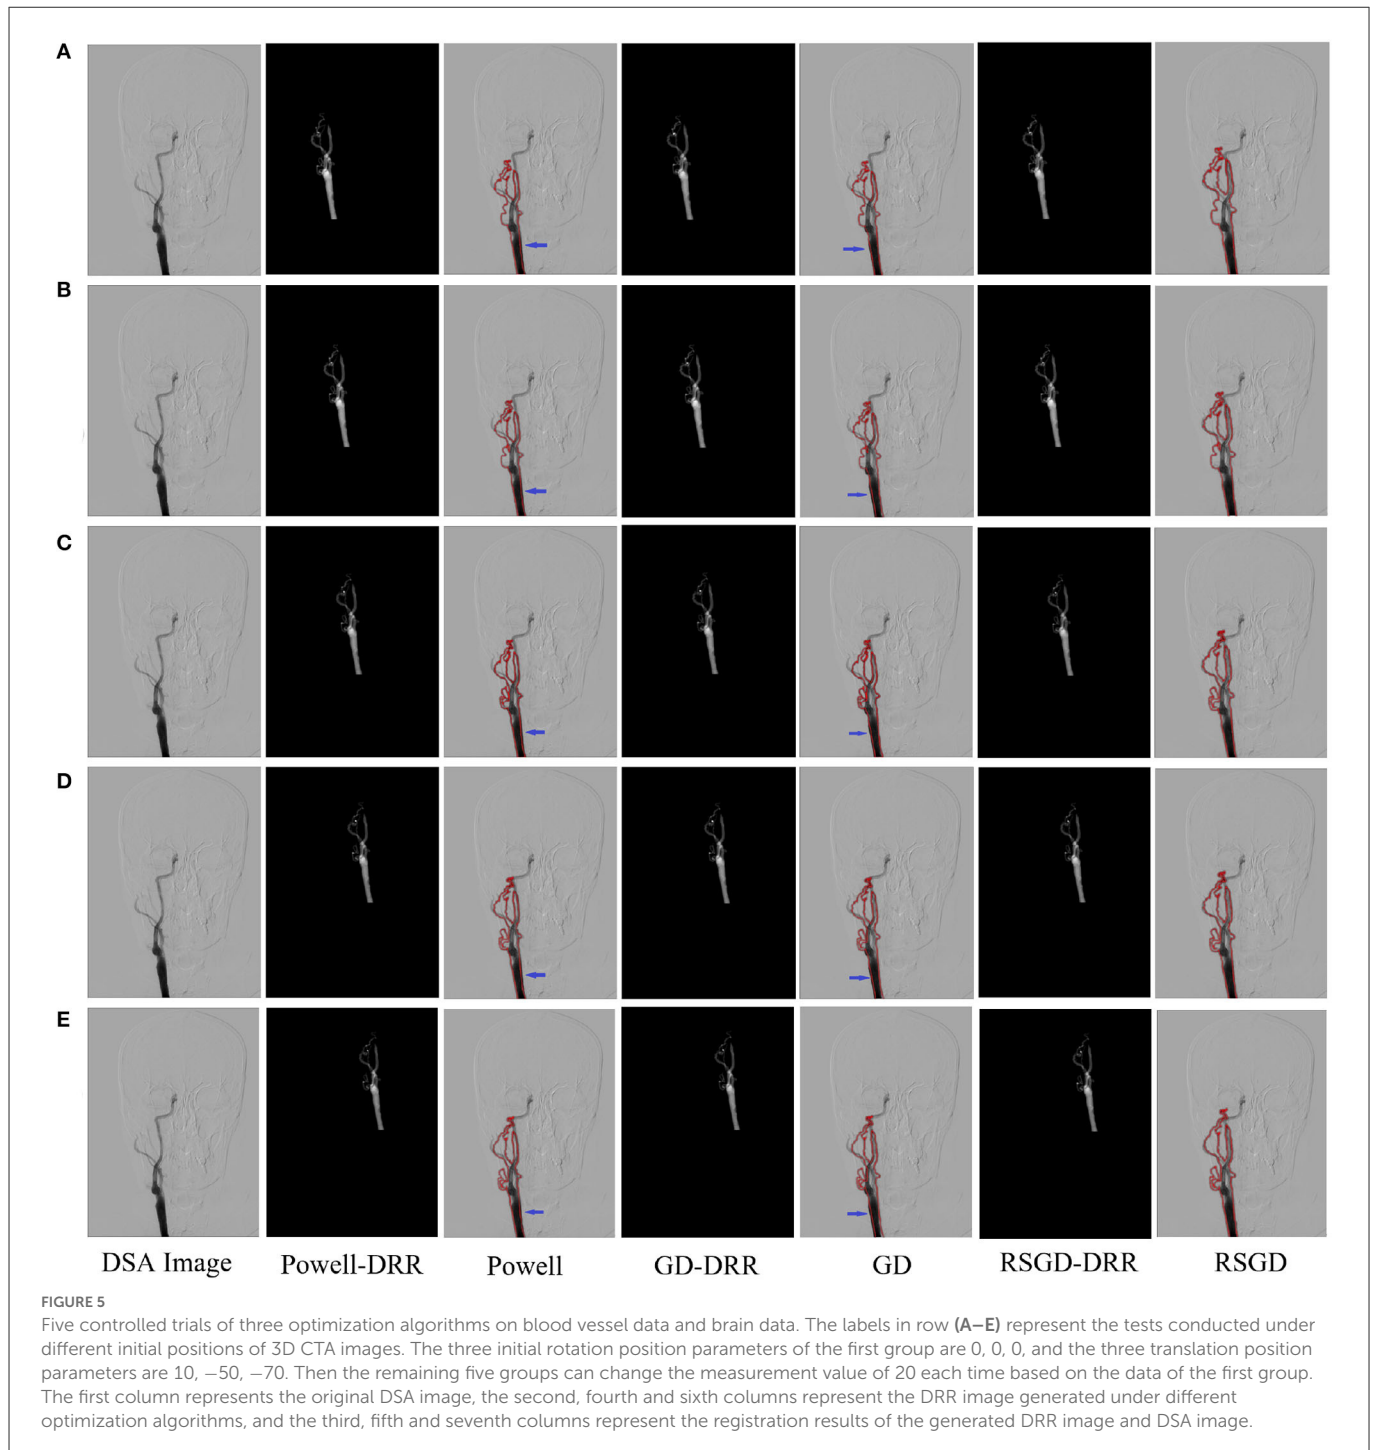 A
B
C
D
E
DSA Image Powell-DRR Powell GD-DRR GD RSGD-DRR RSGD
FIGURE 5
Five controlled trials of three optimization algorithms on blood vessel data and brain data. The labels in row (A–E) represent the tests conducted under
different initial positions of 3D CTA images. The three initial rotation position parameters of the first group are 0, 0, 0, and the three translation position
parameters are 10, −50, −70. Then the remaining five groups can change the measurement value of 20 each time based on the data of the first group.
The first column represents the original DSA image, the second, fourth and sixth columns represent the DRR image generated under different
optimization algorithms, and the third, fifth and seventh columns represent the registration results of the generated DRR image and DSA image.